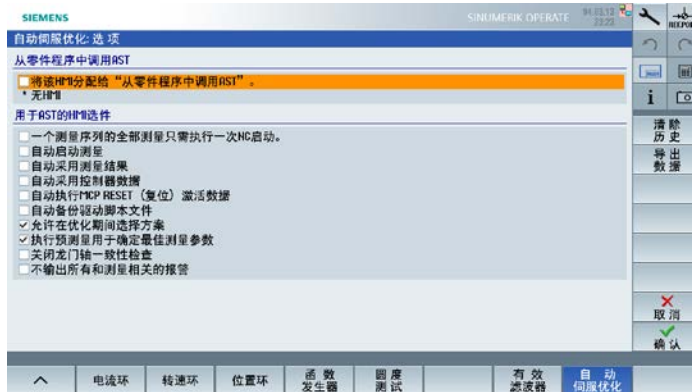 SIEMENS
SINUMERIK OPERATE
23:23
自动伺服优化:选项
从零件程序中调用AST
将该HMI分配给“从零件程序中调用AST”。
* 无HMI
用于AST的HMI选件
一个测量序列的全部测量只需执行一次NC启动。
自动启动测量
自动采用测量结果
自动采用控制器数据
自动执行MCP RESET（复位）激活数据
自动备份驱动脚本文件
允许在优化期间选择方案
执行预测量用于确定最佳测量参数
关闭龙门轴一致性检查
不输出所有和测量相关的报警
清除
历史
导出
数据
取消
确认
电流环
转速环
位置环
函数
发生器
圆度
测试
有效
滤波器
自动
伺服优化